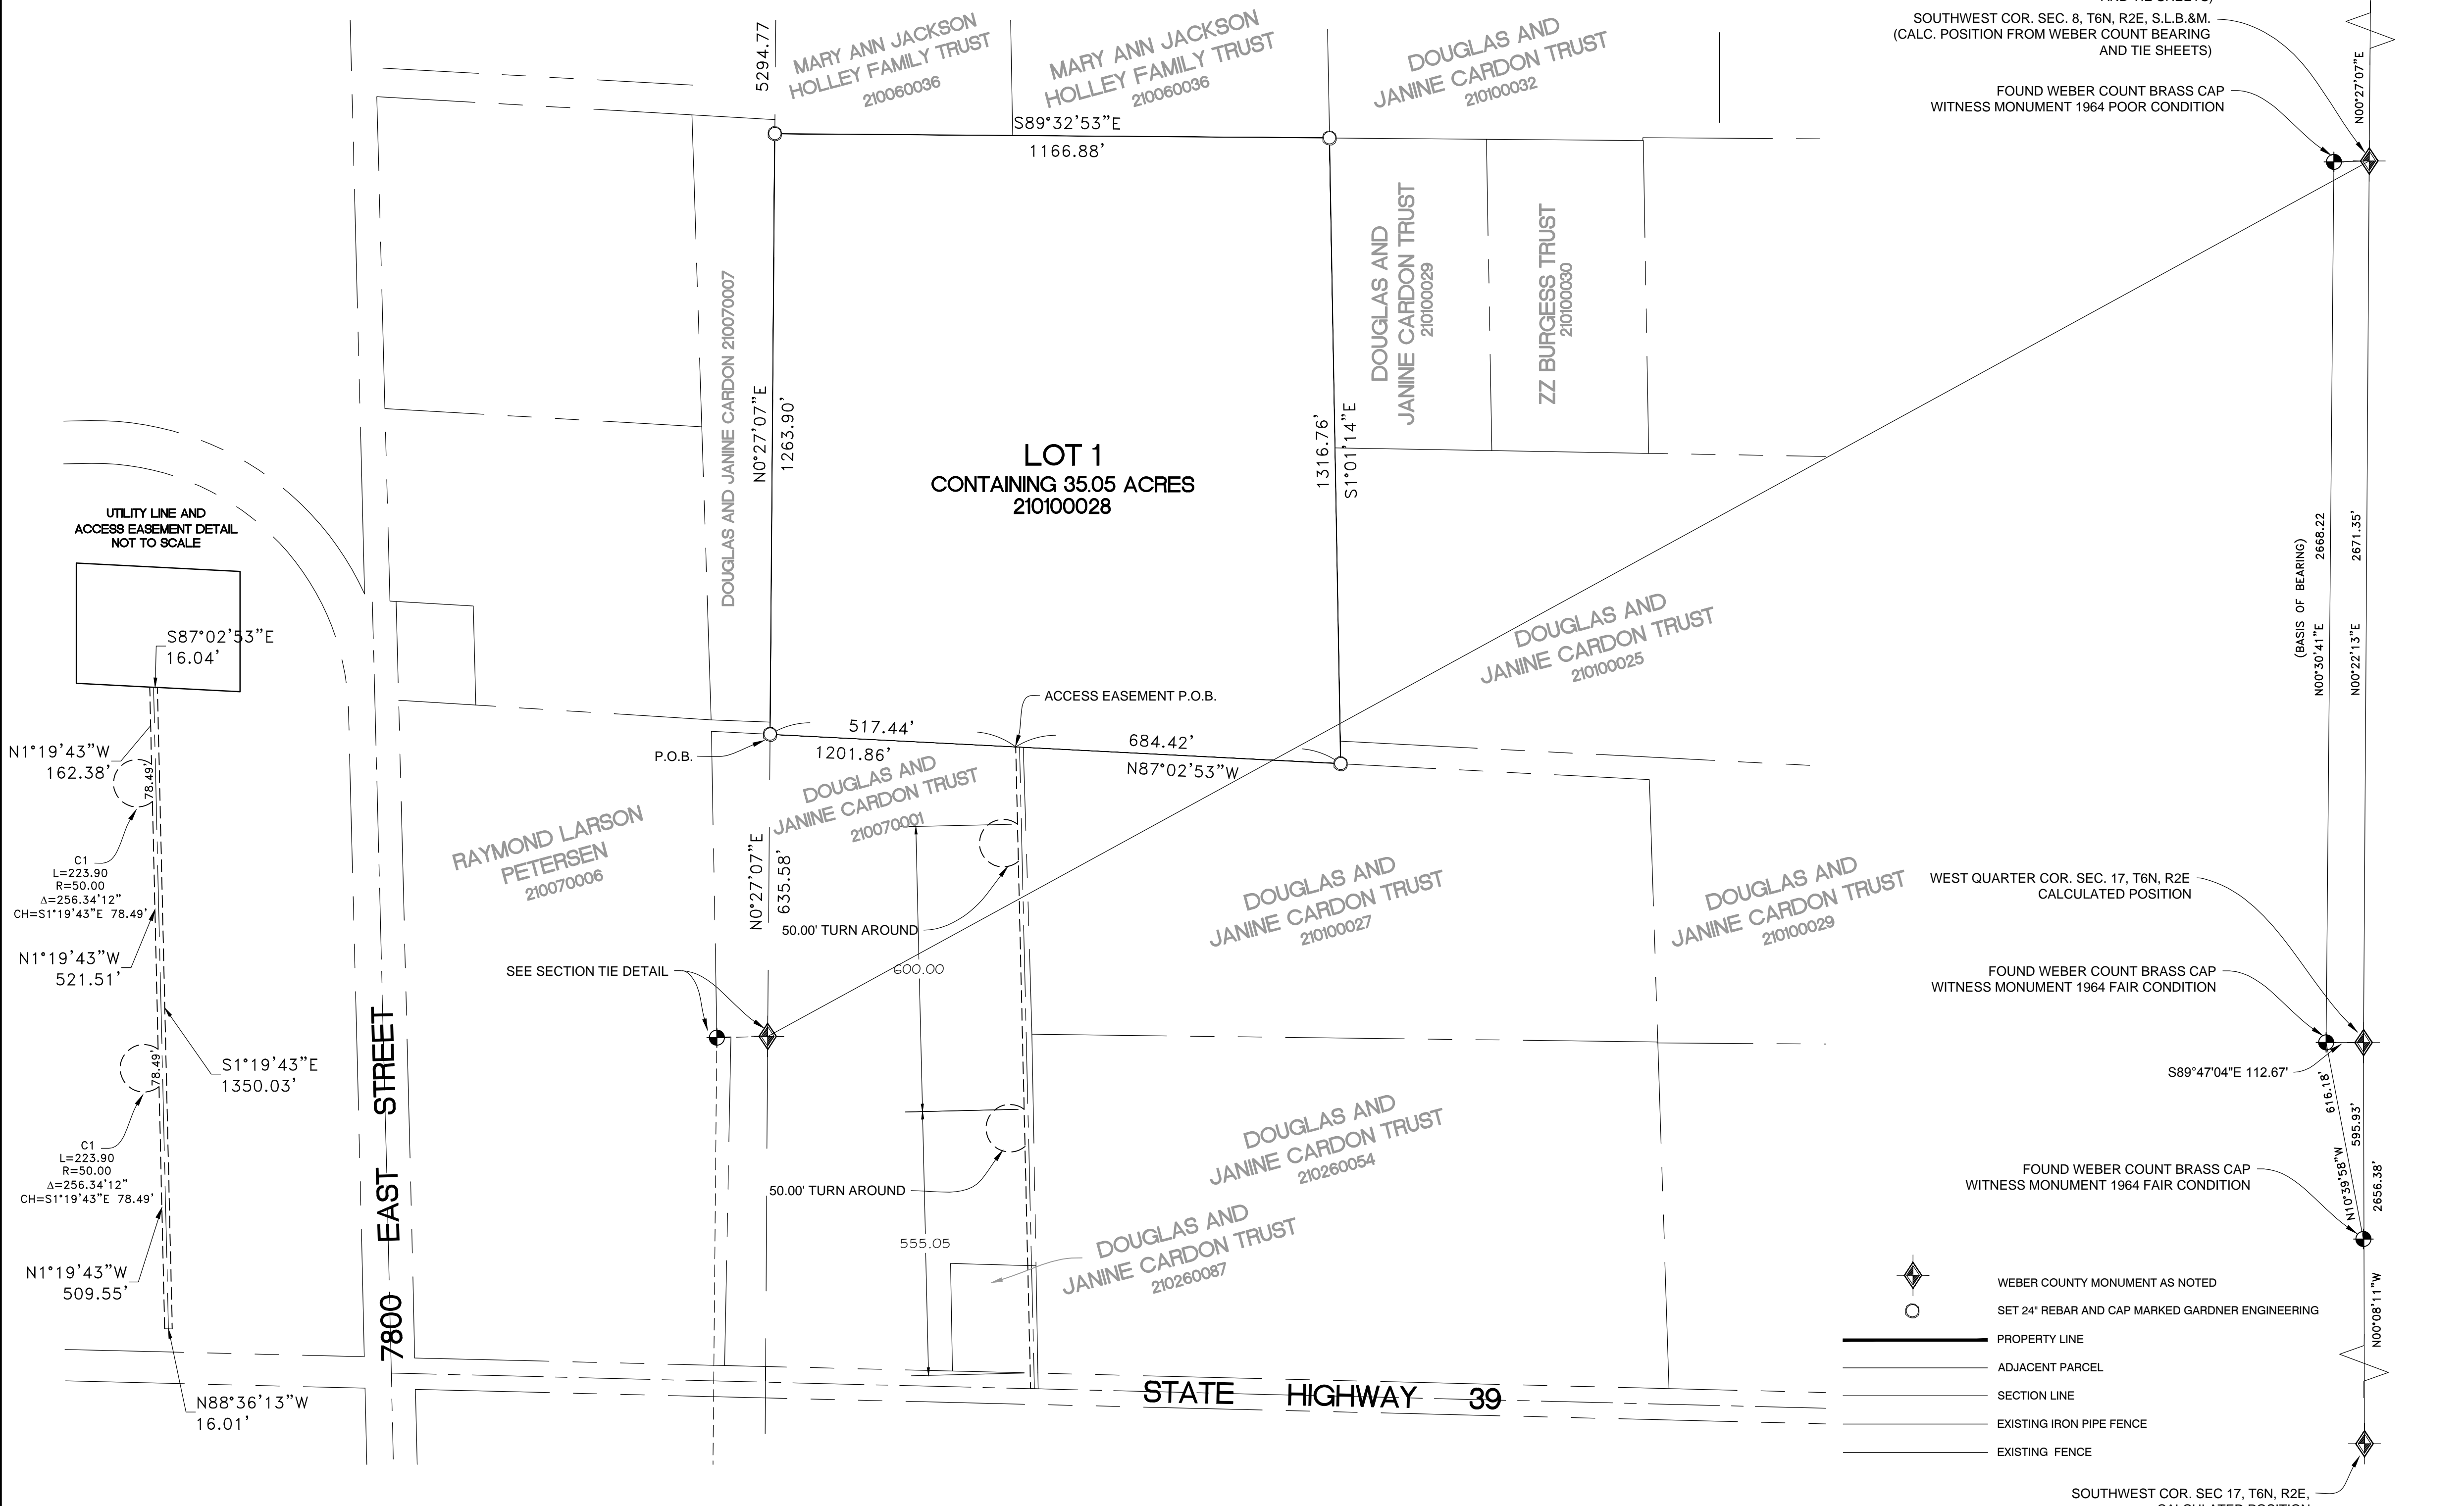 5294.77
MARY ANN JACKSON
HOLLEY FAMILY TRUST
210060036
MARY ANN JACKSON
HOLLEY FAMILY TRUST
210060036
DOUGLAS AND
JANINE CARDON TRUST
210100032
SOUTHWEST COR. SEC. 8, T6N, R2E, S.L.B.&M.
(CALC. POSITION FROM WEBER COUNT BEARING
AND TIE SHEETS)
FOUND WEBER COUNT BRASS CAP
WITNESS MONUMENT 1964 POOR CONDITION
N00°27'07"E
S89°32'53"E
1166.88'
DOUGLAS AND JANINE CARDON 210070007
N0°27'07"E
1263.90'
LOT 1
CONTAINING 35.05 ACRES
210100028
1316.76'
S1°01'14"E
DOUGLAS AND
JANINE CARDON TRUST
210100029
ZZ BURGESS TRUST
210100030
(BASIS OF BEARING)
N00°30'41"E 2668.22
N00°22'13"E 2671.35'
UTILITY LINE AND
ACCESS EASEMENT DETAIL
NOT TO SCALE
S87°02'53"E
16.04'
N1°19'43"W
162.38'
78.49'
C1
L=223.90
R=50.00
Δ=256.34'12"
CH=S1°19'43"E 78.49'
N1°19'43"W
521.51'
S1°19'43"E
1350.03'
78.49'
C1
L=223.90
R=50.00
Δ=256.34'12"
CH=S1°19'43"E 78.49'
N1°19'43"W
509.55'
N88°36'13"W
16.01'
7800 EAST STREET
DOUGLAS AND
JANINE CARDON TRUST
210100025
ACCESS EASEMENT P.O.B.
P.O.B.
517.44'
1201.86'
684.42'
N87°02'53"W
RAYMOND LARSON
PETERSEN
210070006
DOUGLAS AND
JANINE CARDON TRUST
210070001
N0°27'07"E
635.58'
50.00' TURN AROUND
SEE SECTION TIE DETAIL
600.00
DOUGLAS AND
JANINE CARDON TRUST
210100027
DOUGLAS AND
JANINE CARDON TRUST
210100029
50.00' TURN AROUND
555.05
DOUGLAS AND
JANINE CARDON TRUST
210260054
DOUGLAS AND
JANINE CARDON TRUST
210260087
STATE HIGHWAY 39
WEST QUARTER COR. SEC. 17, T6N, R2E
CALCULATED POSITION
FOUND WEBER COUNT BRASS CAP
WITNESS MONUMENT 1964 FAIR CONDITION
S89°47'04"E 112.67'
616.18'
N10°39'58"W
595.93'
2656.38'
FOUND WEBER COUNT BRASS CAP
WITNESS MONUMENT 1964 FAIR CONDITION
N00°08'11"W
WEBER COUNTY MONUMENT AS NOTED
SET 24" REBAR AND CAP MARKED GARDNER ENGINEERING
PROPERTY LINE
ADJACENT PARCEL
SECTION LINE
EXISTING IRON PIPE FENCE
EXISTING FENCE
SOUTHWEST COR. SEC 17, T6N, R2E,